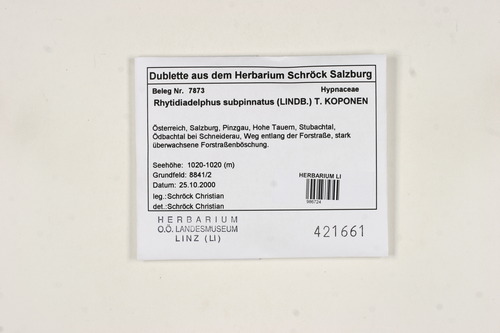 Dublette aus dem Herbarium Schröck Salzburg
Beleg Nr. 7873 Hypnaceae
Rhytidiadelphus subpinnatus (LINDB.) T. KOPONEN
Österreich, Salzburg, Pinzgau, Hohe Tauern, Stubachtal,
Ödbachtal bei Schneiderau, Weg entlang der Forstraße, stark
überwachsene Forstraßenböschung.
Seehöhe: 1020-1020 (m)
Grundfeld: 8841/2
Datum: 25.10.2000
leg.:Schröck Christian
det.:Schröck Christian
HERBARIUM LI
986724
HERBARIUM
O.Ö. LANDESMUSEUM
LINZ (LI)
421661